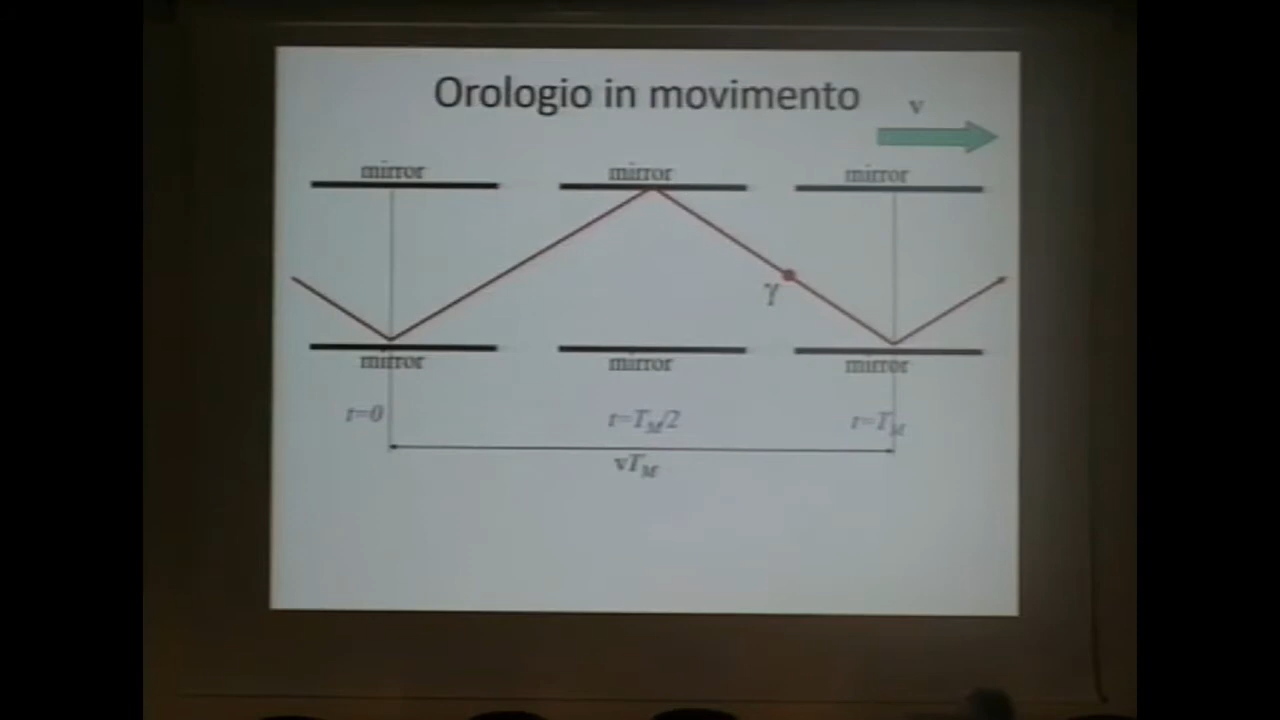 Orologio in movimento
v
mirror mirror mirror
γ
mirror mirror mirror
t=0 t=T_M/2 t=T_M
vT_M